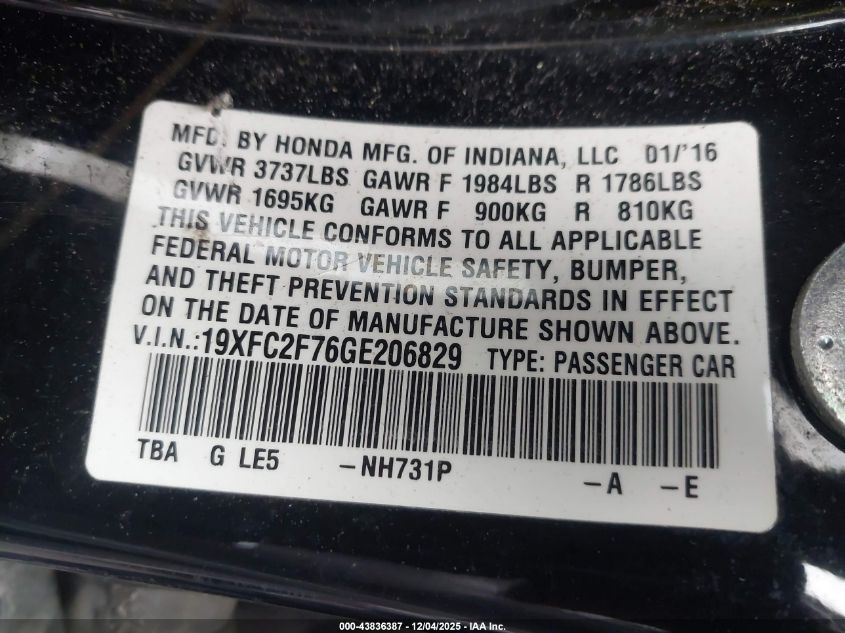 MFD. BY HONDA MFG. OF INDIANA, LLC 01/'16
GVWR 3737LBS GAWR F 1984LBS R 1786LBS
GVWR 1695KG GAWR F 900KG R 810KG
THIS VEHICLE CONFORMS TO ALL APPLICABLE
FEDERAL MOTOR VEHICLE SAFETY, BUMPER,
AND THEFT PREVENTION STANDARDS IN EFFECT
ON THE DATE OF MANUFACTURE SHOWN ABOVE.
V.I.N.:19XFC2F76GE206829 TYPE: PASSENGER CAR
TBA G LE5 -NH731P -A -E
000-43836387 - 12/04/2025 - IAA Inc.